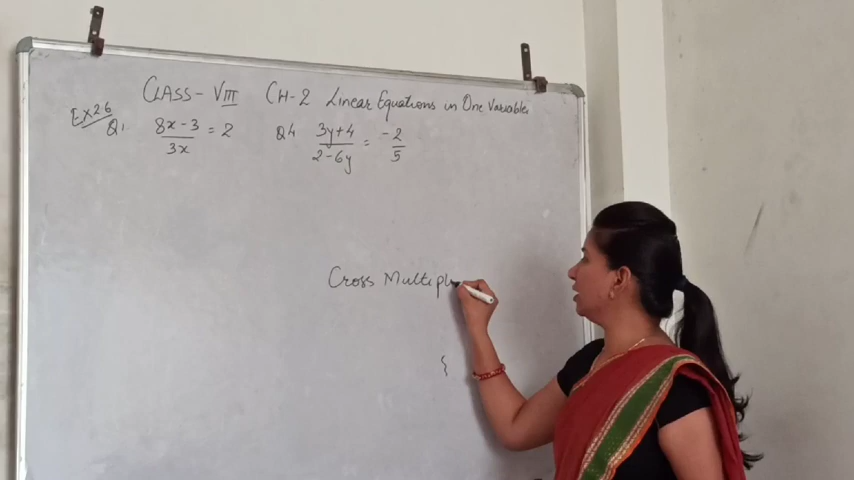 CLASS - VIII CH-2 Linear Equations in One Variable
EX 2.6
Q1 8x-3/3x = 2 Q4 3y+4/2-6y = -2/5
Cross Multipl
{